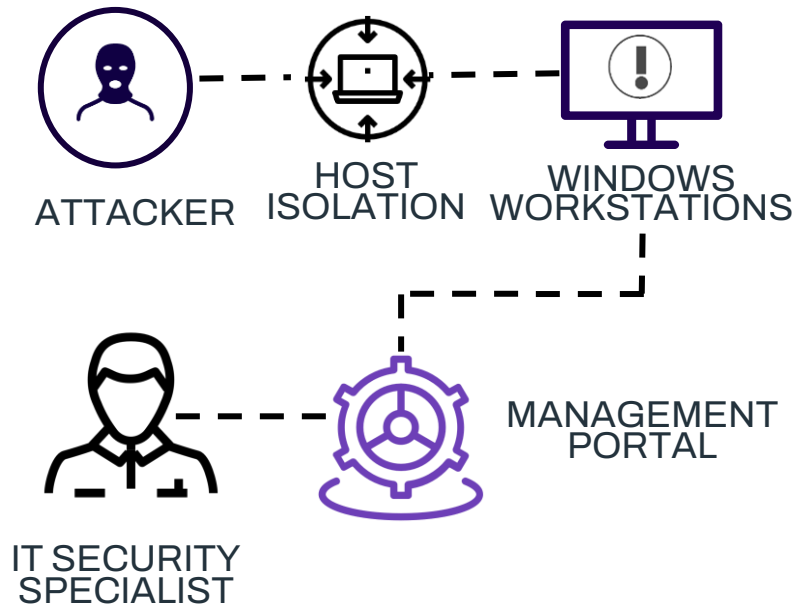 ATTACKER
HOST
ISOLATION
WINDOWS
WORKSTATIONS
MANAGEMENT
PORTAL
IT SECURITY
SPECIALIST